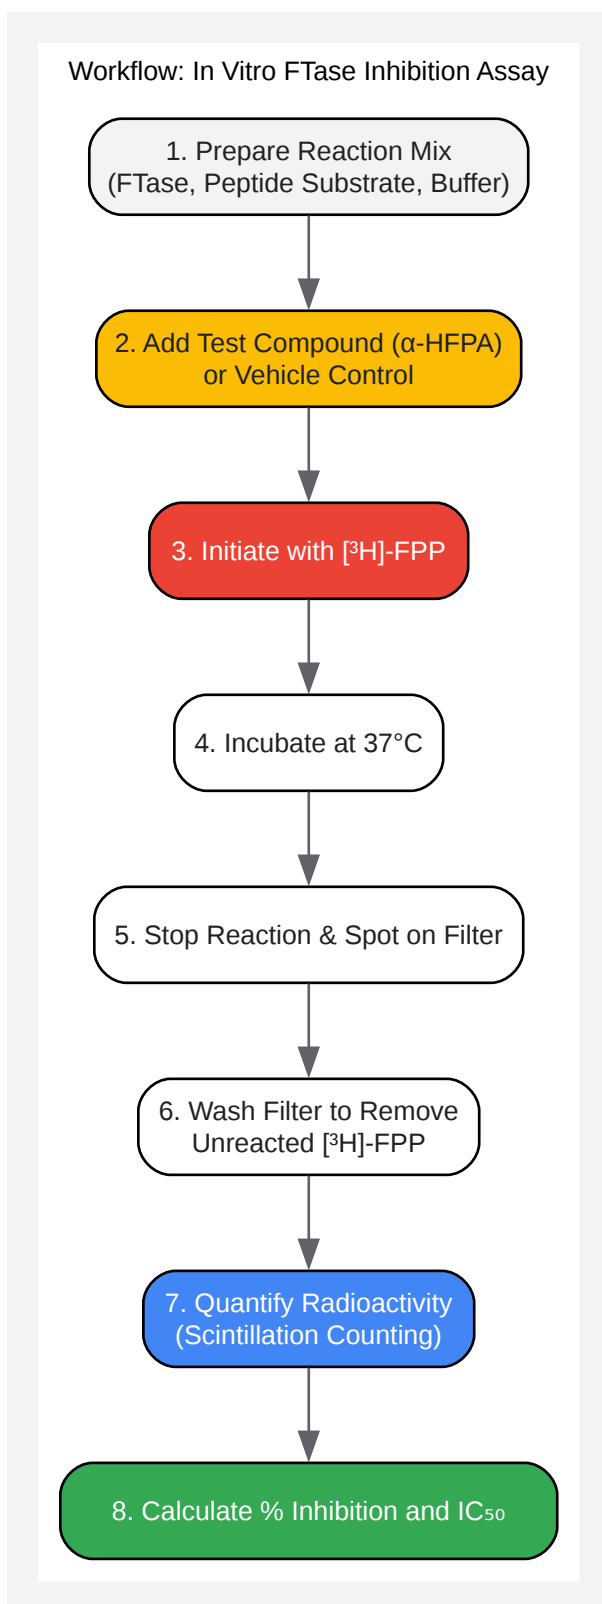 Workflow: In Vitro FTase Inhibition Assay
1. Prepare Reaction Mix
(FTase, Peptide Substrate, Buffer)
2. Add Test Compound (α-HFPA)
or Vehicle Control
3. Initiate with [³H]-FPP
4. Incubate at 37°C
5. Stop Reaction & Spot on Filter
6. Wash Filter to Remove
Unreacted [³H]-FPP
7. Quantify Radioactivity
(Scintillation Counting)
8. Calculate % Inhibition and IC₅₀